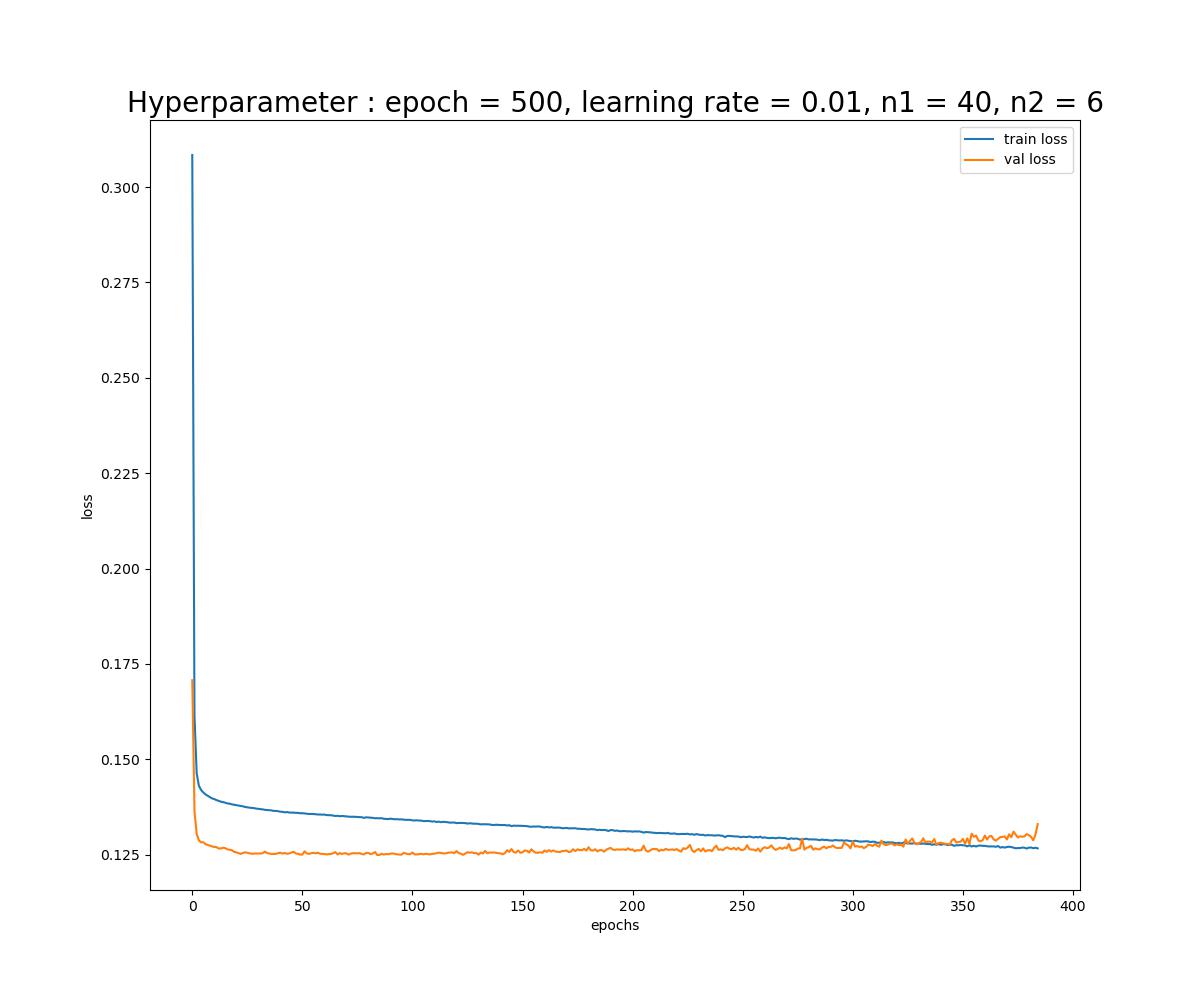 Hyperparameter : epoch = 500, learning rate = 0.01, n1 = 40, n2 = 6
train loss
val loss
0.300
0.275
0.250
0.225
0.200
0.175
0.150
0.125
loss
0 50 100 150 200 250 300 350 400
epochs